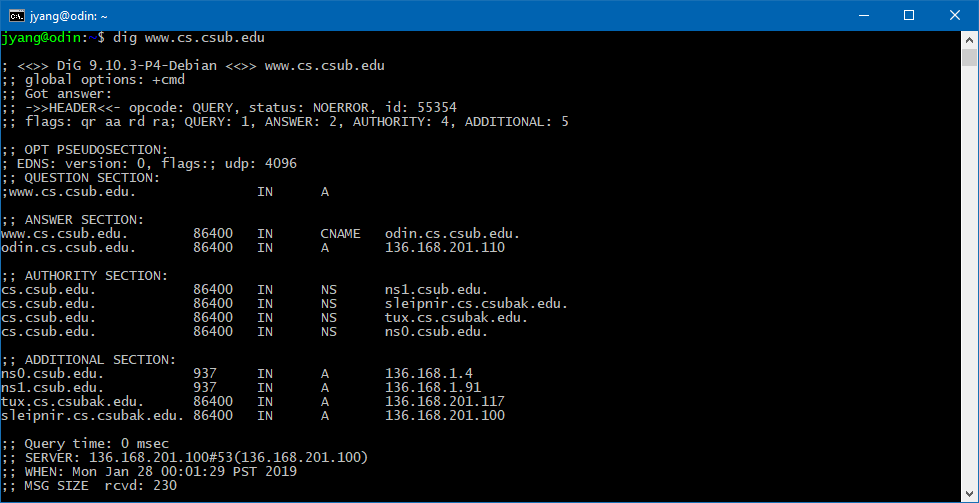 jyang@odin: ~
jyang@odin:~$ dig www.cs.csub.edu

; <<>> DiG 9.10.3-P4-Debian <<>> www.cs.csub.edu
;; global options: +cmd
;; Got answer:
;; ->>HEADER<<- opcode: QUERY, status: NOERROR, id: 55354
;; flags: qr aa rd ra; QUERY: 1, ANSWER: 2, AUTHORITY: 4, ADDITIONAL: 5

;; OPT PSEUDOSECTION:
; EDNS: version: 0, flags:; udp: 4096
;; QUESTION SECTION:
;www.cs.csub.edu.               IN      A

;; ANSWER SECTION:
www.cs.csub.edu.        86400   IN      CNAME   odin.cs.csub.edu.
odin.cs.csub.edu.       86400   IN      A       136.168.201.110

;; AUTHORITY SECTION:
cs.csub.edu.            86400   IN      NS      ns1.csub.edu.
cs.csub.edu.            86400   IN      NS      sleipnir.cs.csubak.edu.
cs.csub.edu.            86400   IN      NS      tux.cs.csubak.edu.
cs.csub.edu.            86400   IN      NS      ns0.csub.edu.

;; ADDITIONAL SECTION:
ns0.csub.edu.           937     IN      A       136.168.1.4
ns1.csub.edu.           937     IN      A       136.168.1.91
tux.cs.csubak.edu.      86400   IN      A       136.168.201.117
sleipnir.cs.csubak.edu. 86400   IN      A       136.168.201.100

;; Query time: 0 msec
;; SERVER: 136.168.201.100#53(136.168.201.100)
;; WHEN: Mon Jan 28 00:01:29 PST 2019
;; MSG SIZE  rcvd: 230